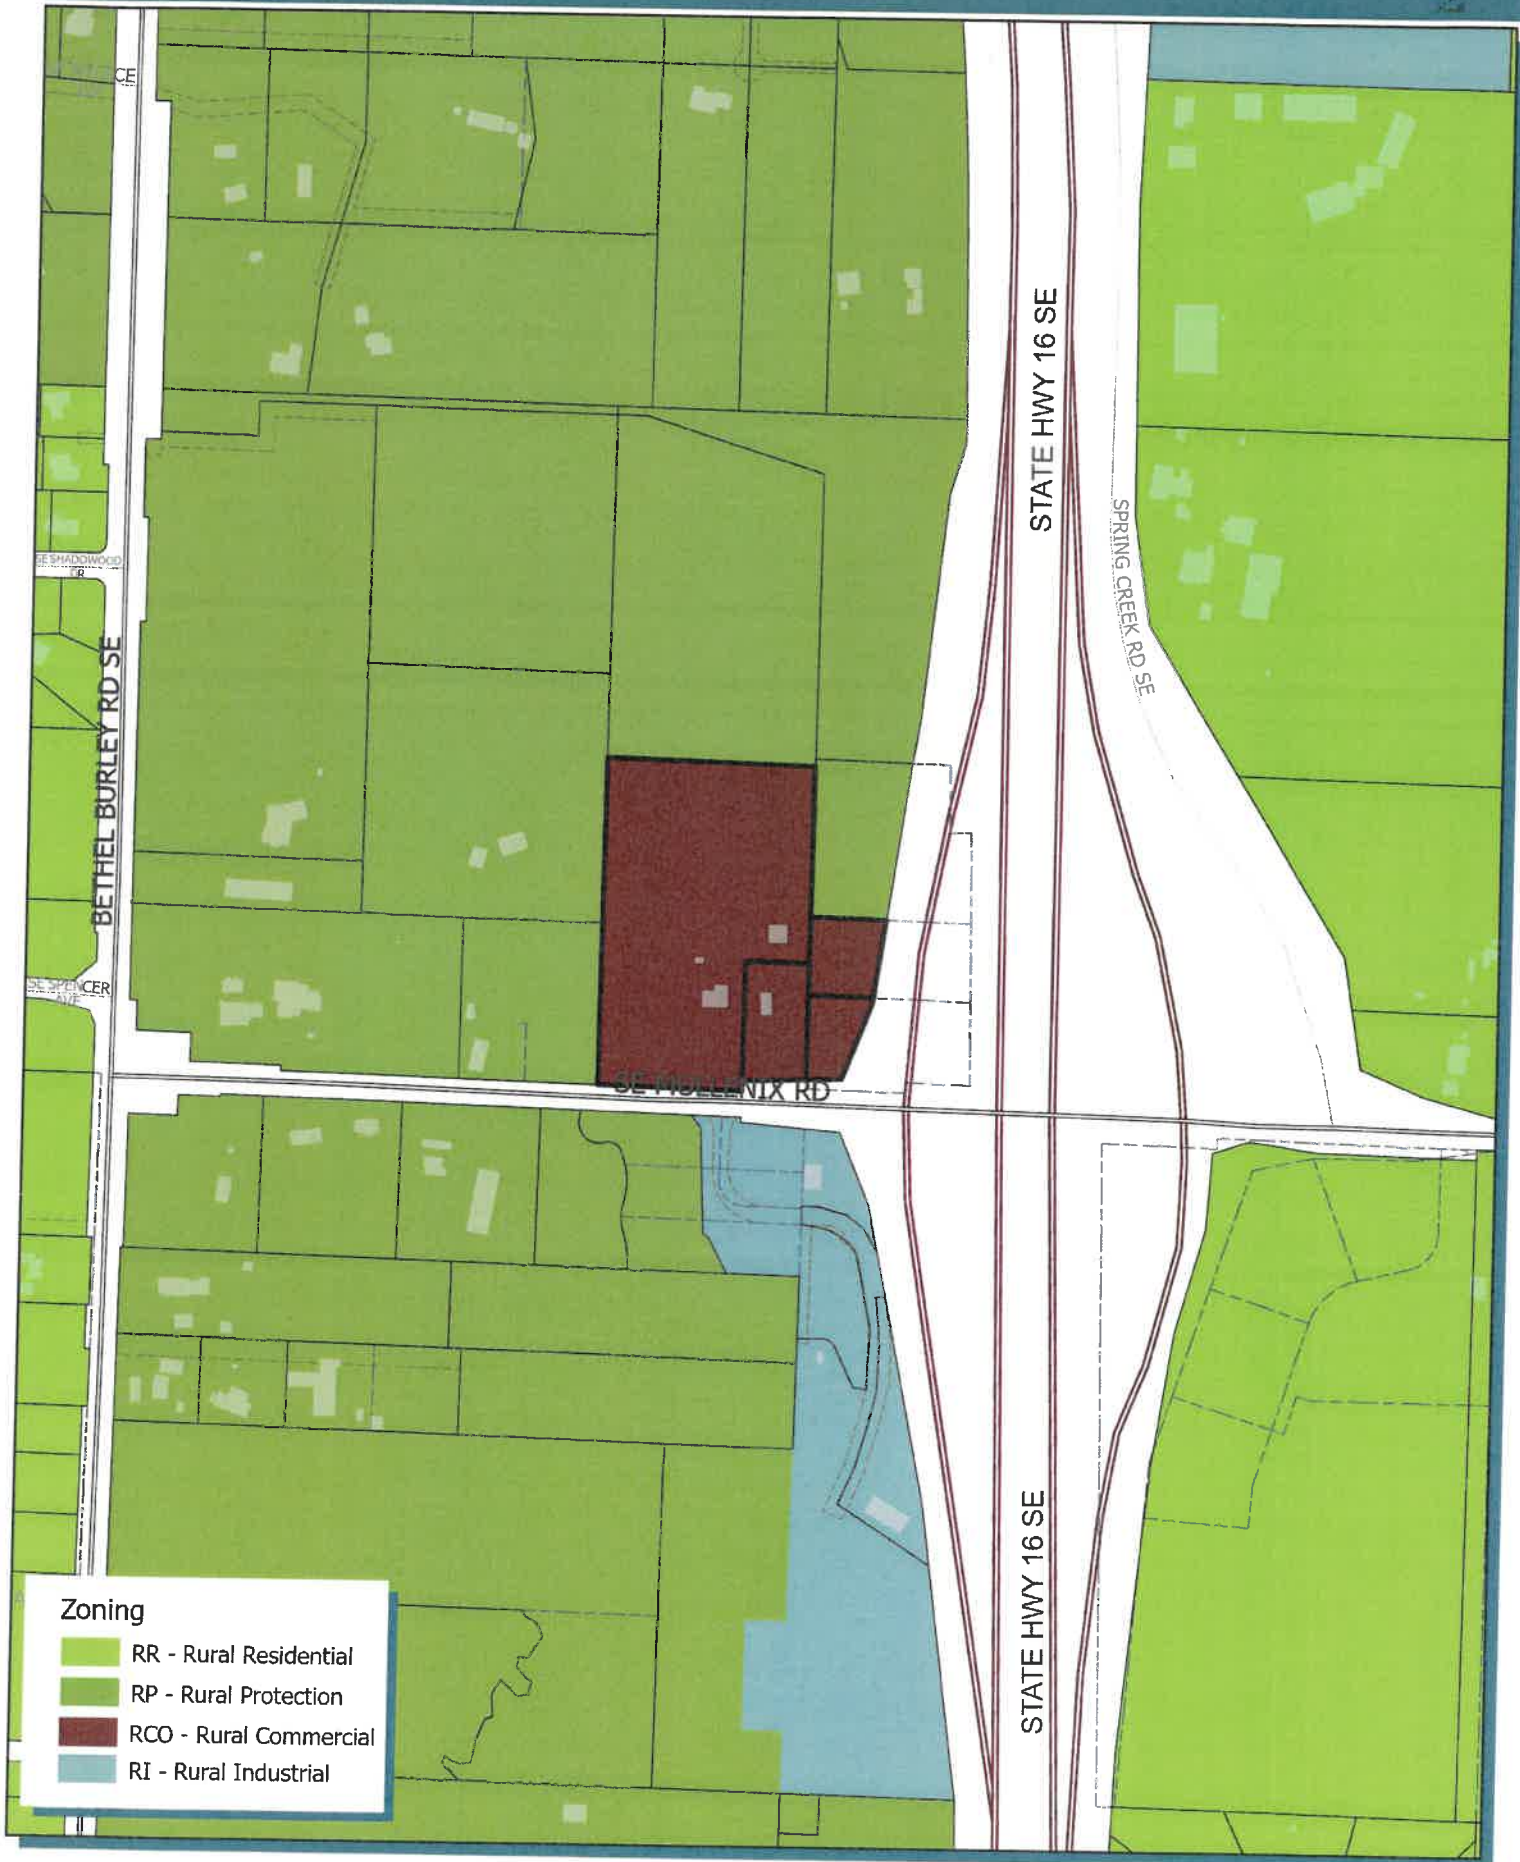 CE
STATE HWY 16 SE
SPRING CREEK RD SE
SE SHADOWOOD
DR
BETHEL BURLEY RD SE
SE SPENCER
AVE
SE MULLENIX RD
STATE HWY 16 SE
Zoning
RR - Rural Residential
RP - Rural Protection
RCO - Rural Commercial
RI - Rural Industrial